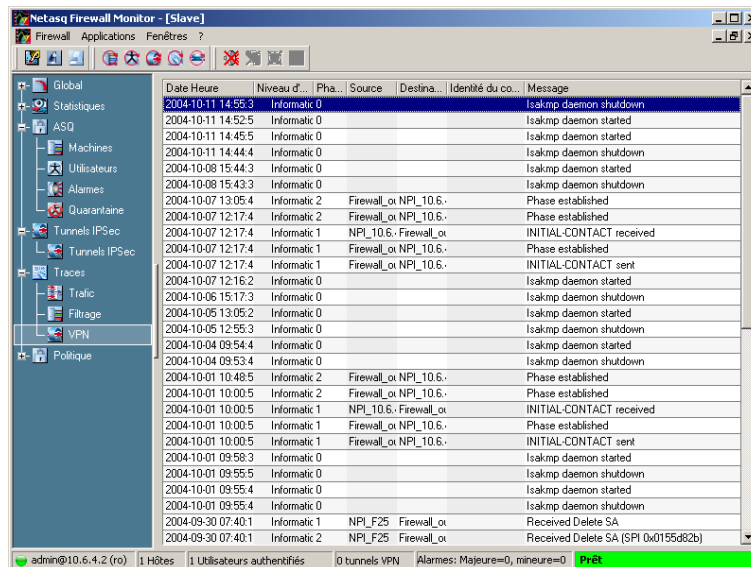 Netasq Firewall Monitor - [Slave]
Firewall Applications Fenêtres ?
Global
Statistiques
ASQ
Machines
Utilisateurs
Alarmes
Quarantaine
Tunnels IPSec
Tunnels IPSec
Traces
Trafic
Filtrage
VPN
Politique
Date Heure Niveau d'... Pha... Source Destina... Identité du co... Message
2004-10-11 14:55:3 Informatic 0 Isakmp daemon shutdown
2004-10-11 14:52:5 Informatic 0 Isakmp daemon started
2004-10-11 14:45:5 Informatic 0 Isakmp daemon started
2004-10-11 14:44:4 Informatic 0 Isakmp daemon shutdown
2004-10-08 15:44:3 Informatic 0 Isakmp daemon started
2004-10-08 15:43:3 Informatic 0 Isakmp daemon shutdown
2004-10-07 13:05:4 Informatic 2 Firewall_ou NPI_10.6.‹ Phase established
2004-10-07 12:17:4 Informatic 2 Firewall_ou NPI_10.6.‹ Phase established
2004-10-07 12:17:4 Informatic 1 NPI_10.6.‹ Firewall_ou INITIAL-CONTACT received
2004-10-07 12:17:4 Informatic 1 Firewall_ou NPI_10.6.‹ Phase established
2004-10-07 12:17:4 Informatic 1 Firewall_ou NPI_10.6.‹ INITIAL-CONTACT sent
2004-10-07 12:16:2 Informatic 0 Isakmp daemon started
2004-10-06 15:17:3 Informatic 0 Isakmp daemon shutdown
2004-10-05 13:05:2 Informatic 0 Isakmp daemon started
2004-10-05 12:55:3 Informatic 0 Isakmp daemon shutdown
2004-10-04 09:54:4 Informatic 0 Isakmp daemon started
2004-10-04 09:53:4 Informatic 0 Isakmp daemon shutdown
2004-10-01 10:48:5 Informatic 2 Firewall_ou NPI_10.6.‹ Phase established
2004-10-01 10:00:5 Informatic 2 Firewall_ou NPI_10.6.‹ Phase established
2004-10-01 10:00:5 Informatic 1 NPI_10.6.‹ Firewall_ou INITIAL-CONTACT received
2004-10-01 10:00:5 Informatic 1 Firewall_ou NPI_10.6.‹ Phase established
2004-10-01 10:00:5 Informatic 1 Firewall_ou NPI_10.6.‹ INITIAL-CONTACT sent
2004-10-01 09:58:3 Informatic 0 Isakmp daemon started
2004-10-01 09:55:5 Informatic 0 Isakmp daemon shutdown
2004-10-01 09:55:4 Informatic 0 Isakmp daemon started
2004-10-01 09:55:4 Informatic 0 Isakmp daemon shutdown
2004-09-30 07:40:1 Informatic 1 NPI_F25 Firewall_ou Received Delete SA
2004-09-30 07:40:1 Informatic 2 NPI_F25 Firewall_ou Received Delete SA (SPI 0x0155d82b)
admin@10.6.4.2 (ro) 1 Hôtes 1 Utilisateurs authentifiés 0 tunnels VPN Alarmes: Majeure=0, mineure=0 Prêt